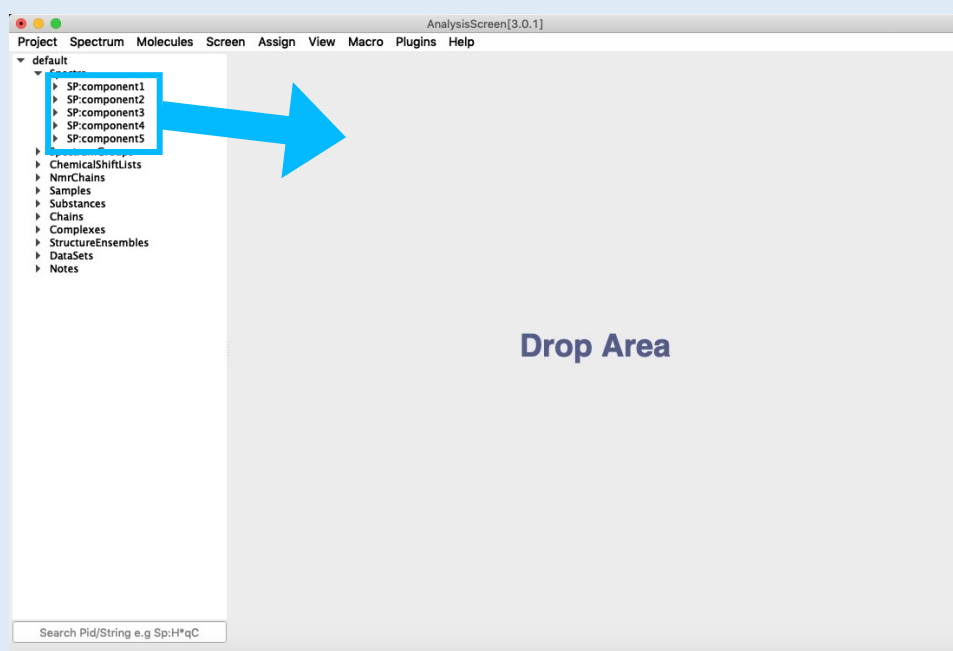 AnalysisScreen[3.0.1]
Project Spectrum Molecules Screen Assign View Macro Plugins Help
default
Spectra
SP:component1
SP:component2
SP:component3
SP:component4
SP:component5
SpectrumGroups
ChemicalShiftLists
NmrChains
Samples
Substances
Chains
Complexes
StructureEnsembles
DataSets
Notes
Drop Area
Search Pid/String e.g Sp:H*qC